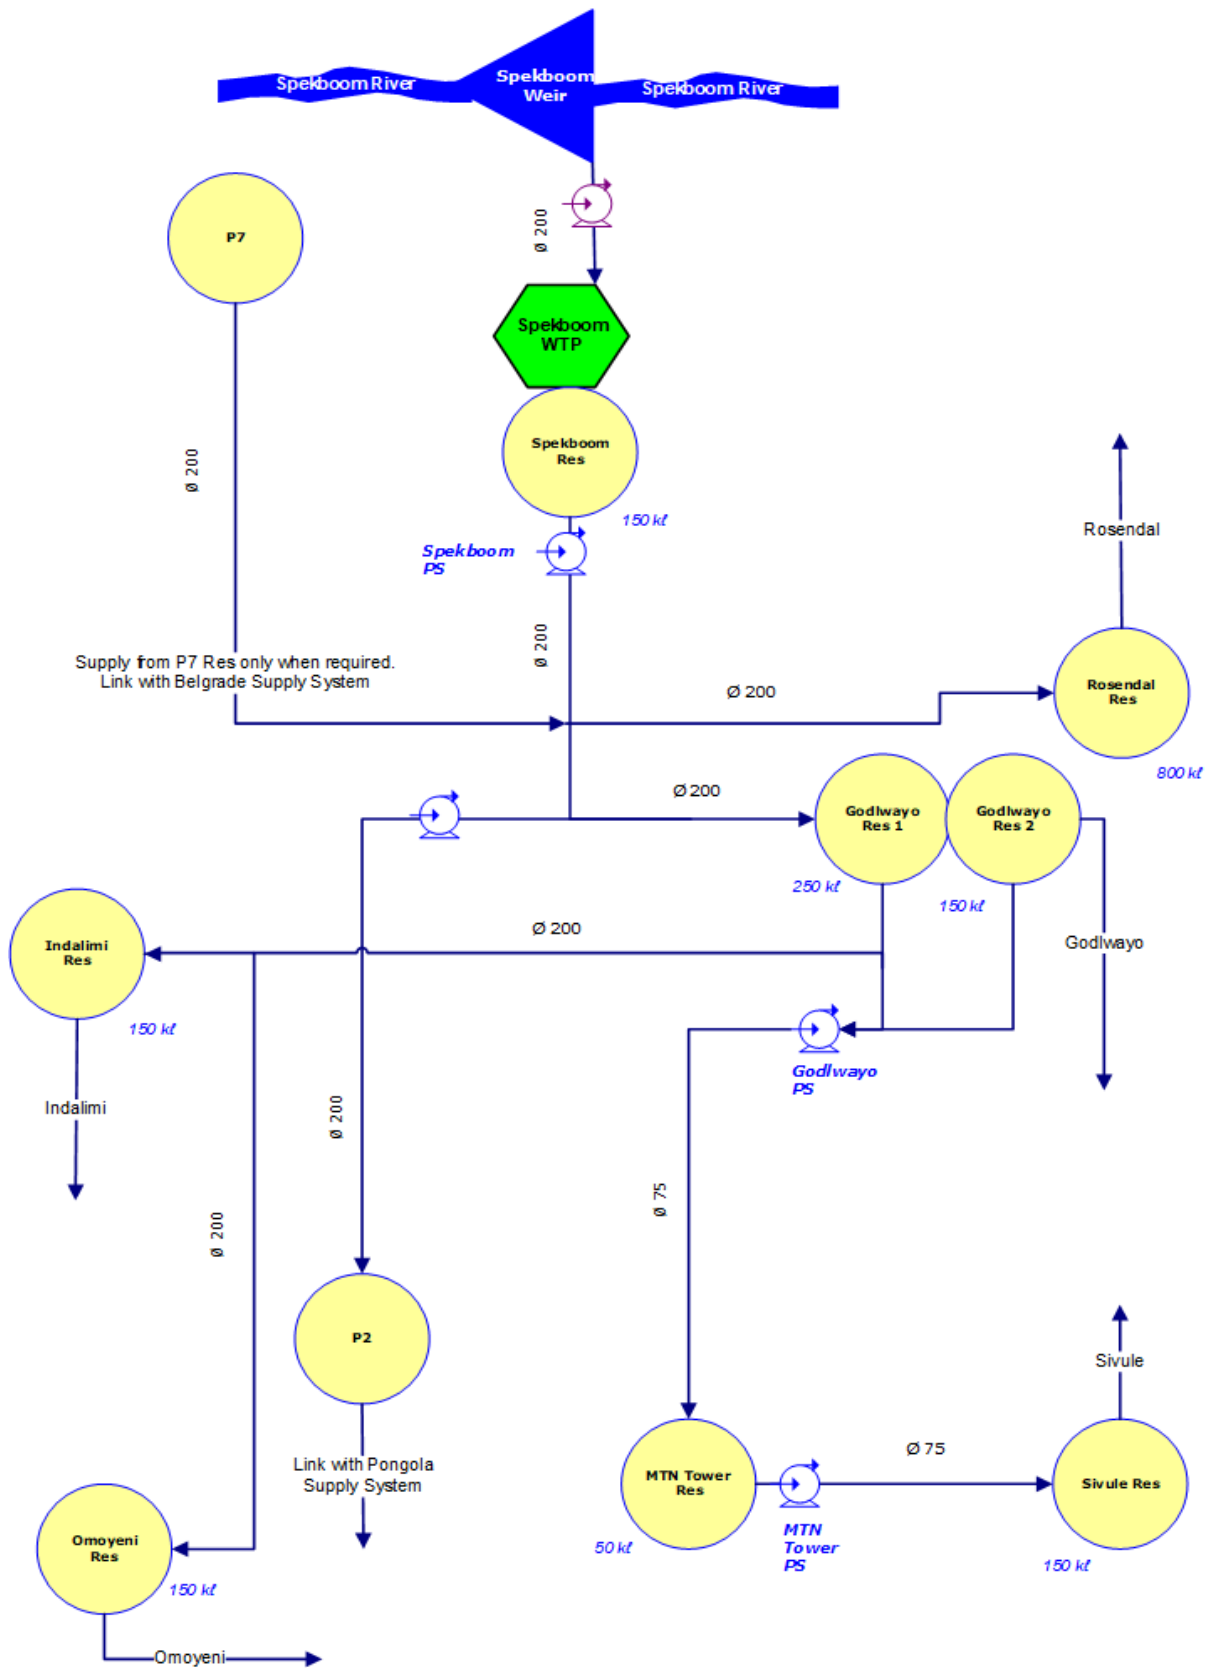 Spekboom River
Spekboom
Weir
Spekboom River
P7
Ø 200
Spekboom
WTP
Spekboom
Res
150 kℓ
Ø 200
Spekboom
PS
Rosendal
Ø 200
Supply from P7 Res only when required.
Link with Belgrade Supply System
Ø 200
Rosendal
Res
800 kℓ
Ø 200
Godlwayo
Res 1
Godlwayo
Res 2
250 kℓ
150 kℓ
Godlwayo
Ø 200
Indalimi
Res
150 kℓ
Indalimi
Godlwayo
PS
Ø 200
Ø 75
Ø 200
P2
Link with Pongola
Supply System
Sivule
MTN Tower
Res
50 kℓ
Ø 75
MTN
Tower
PS
Sivule Res
150 kℓ
Omoyeni
Res
150 kℓ
Omoyeni